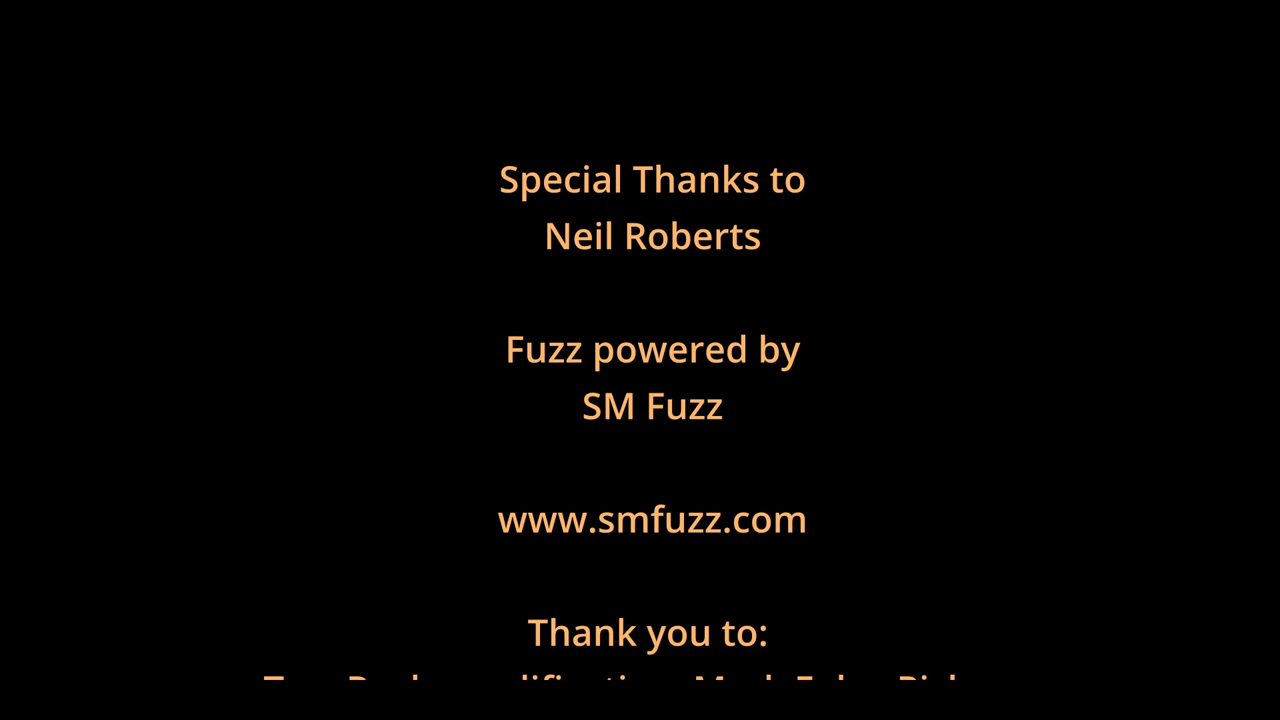 Special Thanks to
Neil Roberts
Fuzz powered by
SM Fuzz
www.smfuzz.com
Thank you to: